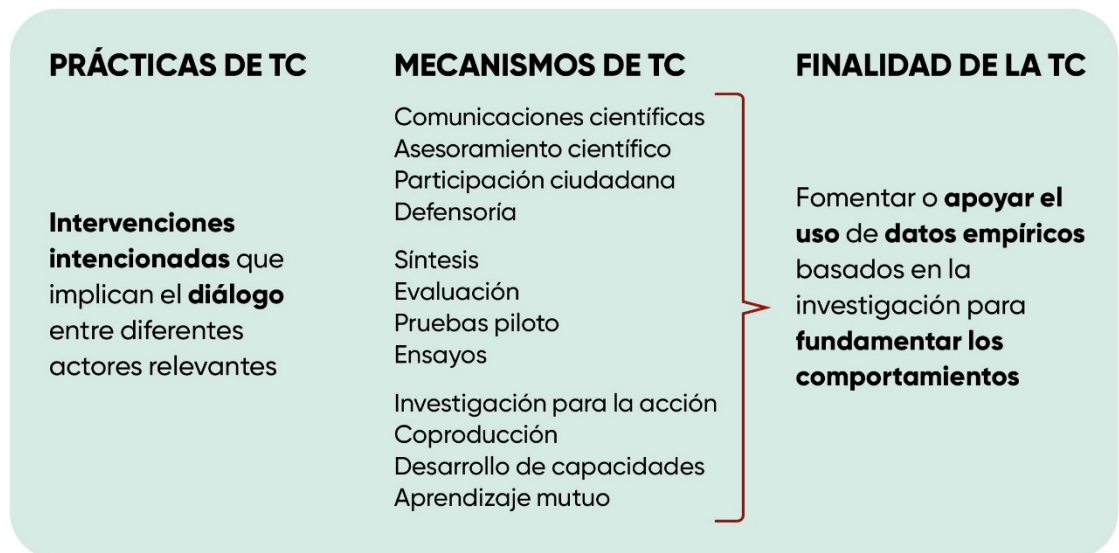 PRÁCTICAS DE TC
Intervenciones
intencionadas que
implican el diálogo
entre diferentes
actores relevantes
MECANISMOS DE TC
Comunicaciones científicas
Asesoramiento científico
Participación ciudadana
Defensoría
Síntesis
Evaluación
Pruebas piloto
Ensayos
Investigación para la acción
Coproducción
Desarrollo de capacidades
Aprendizaje mutuo
FINALIDAD DE LA TC
Fomentar o apoyar el
uso de datos empíricos
basados en la
investigación para
fundamentar los
comportamientos